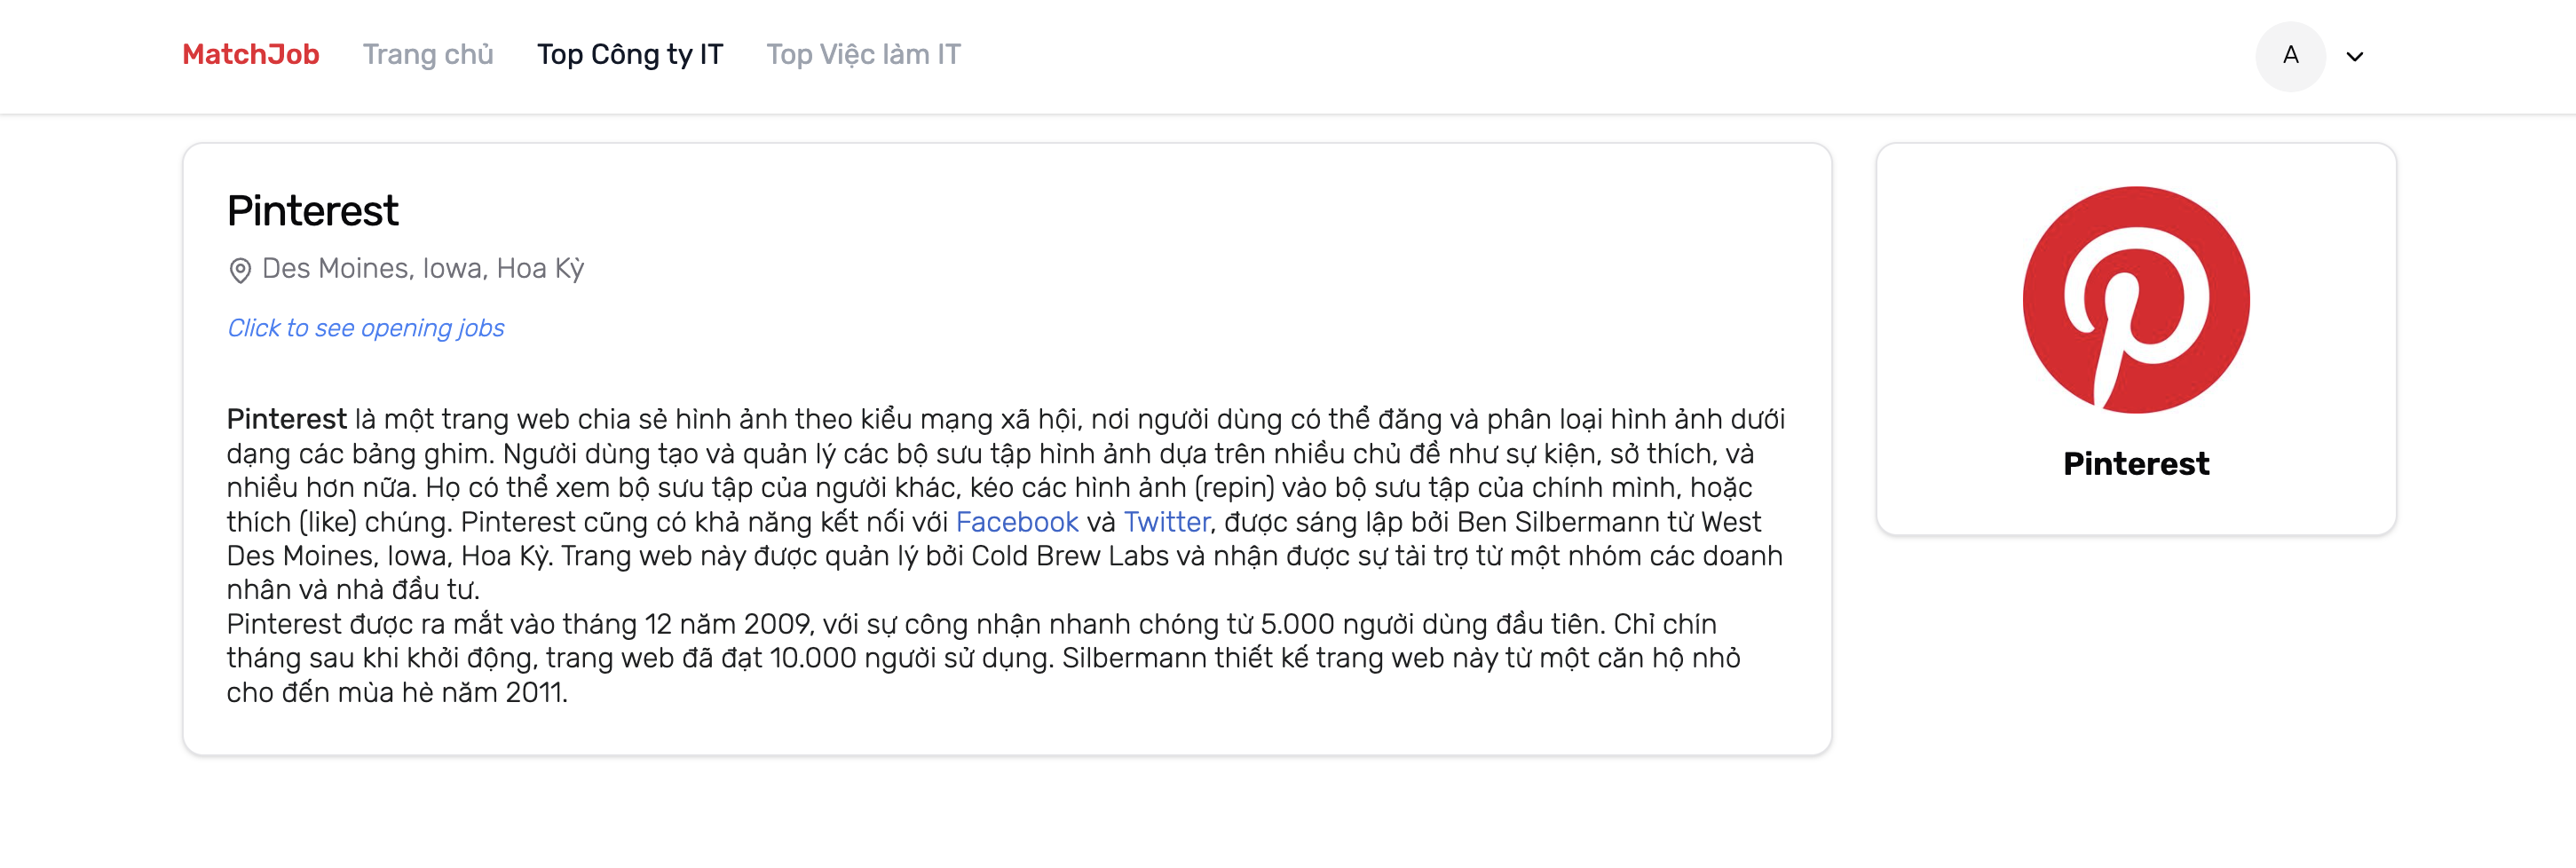 MatchJob Trang chủ Top Công ty IT Top Việc làm IT A
Pinterest
Des Moines, Iowa, Hoa Kỳ
Click to see opening jobs
Pinterest là một trang web chia sẻ hình ảnh theo kiểu mạng xã hội, nơi người dùng có thể đăng và phân loại hình ảnh dưới
dạng các bảng ghim. Người dùng tạo và quản lý các bộ sưu tập hình ảnh dựa trên nhiều chủ đề như sự kiện, sở thích, và
nhiều hơn nữa. Họ có thể xem bộ sưu tập của người khác, kéo các hình ảnh (repin) vào bộ sưu tập của chính mình, hoặc
thích (like) chúng. Pinterest cũng có khả năng kết nối với Facebook và Twitter, được sáng lập bởi Ben Silbermann từ West
Des Moines, Iowa, Hoa Kỳ. Trang web này được quản lý bởi Cold Brew Labs và nhận được sự tài trợ từ một nhóm các doanh
nhân và nhà đầu tư.
Pinterest được ra mắt vào tháng 12 năm 2009, với sự công nhận nhanh chóng từ 5.000 người dùng đầu tiên. Chỉ chín
tháng sau khi khởi động, trang web đã đạt 10.000 người sử dụng. Silbermann thiết kế trang web này từ một căn hộ nhỏ
cho đến mùa hè năm 2011.
Pinterest